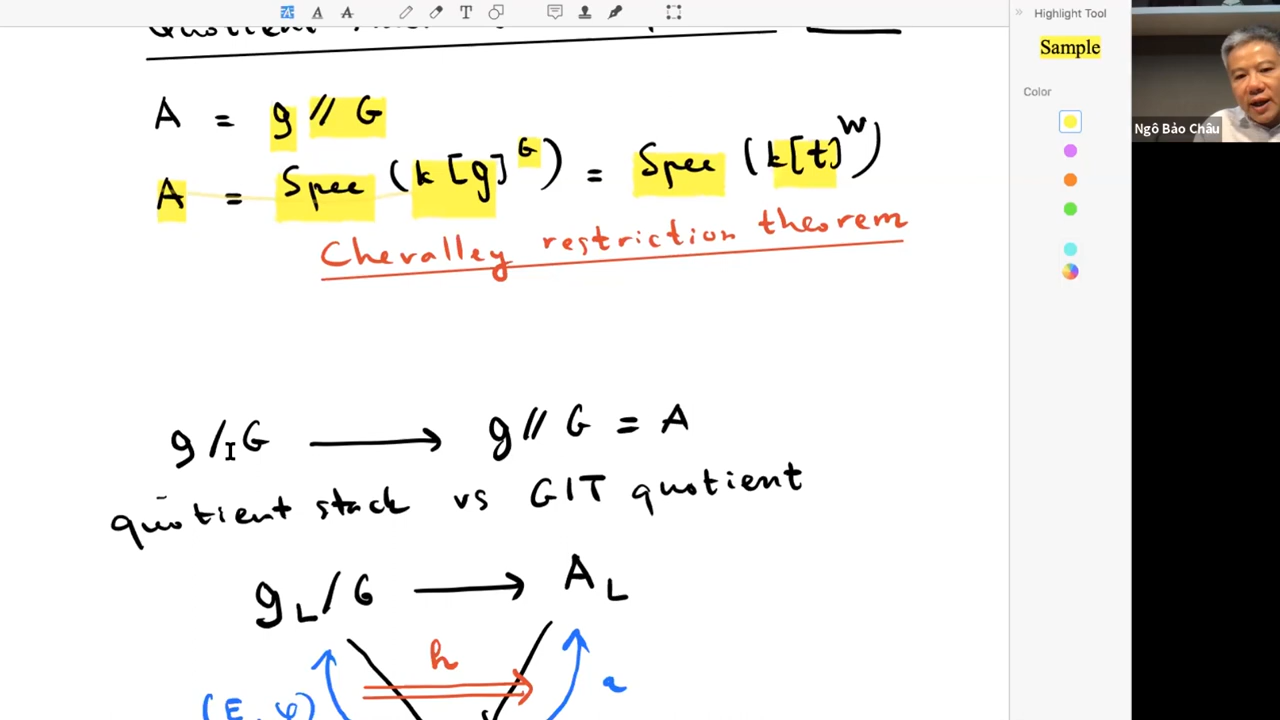 Highlight Tool
Sample
Color
Ngô Bảo Châu
A = g // G
A = Spec (k[g]^G) = Spec (k[t]^W)
Chevalley restriction theorem
g / G → g // G = A
quotient stack vs GIT quotient
g_L / G → A_L
h
a
(E, φ)